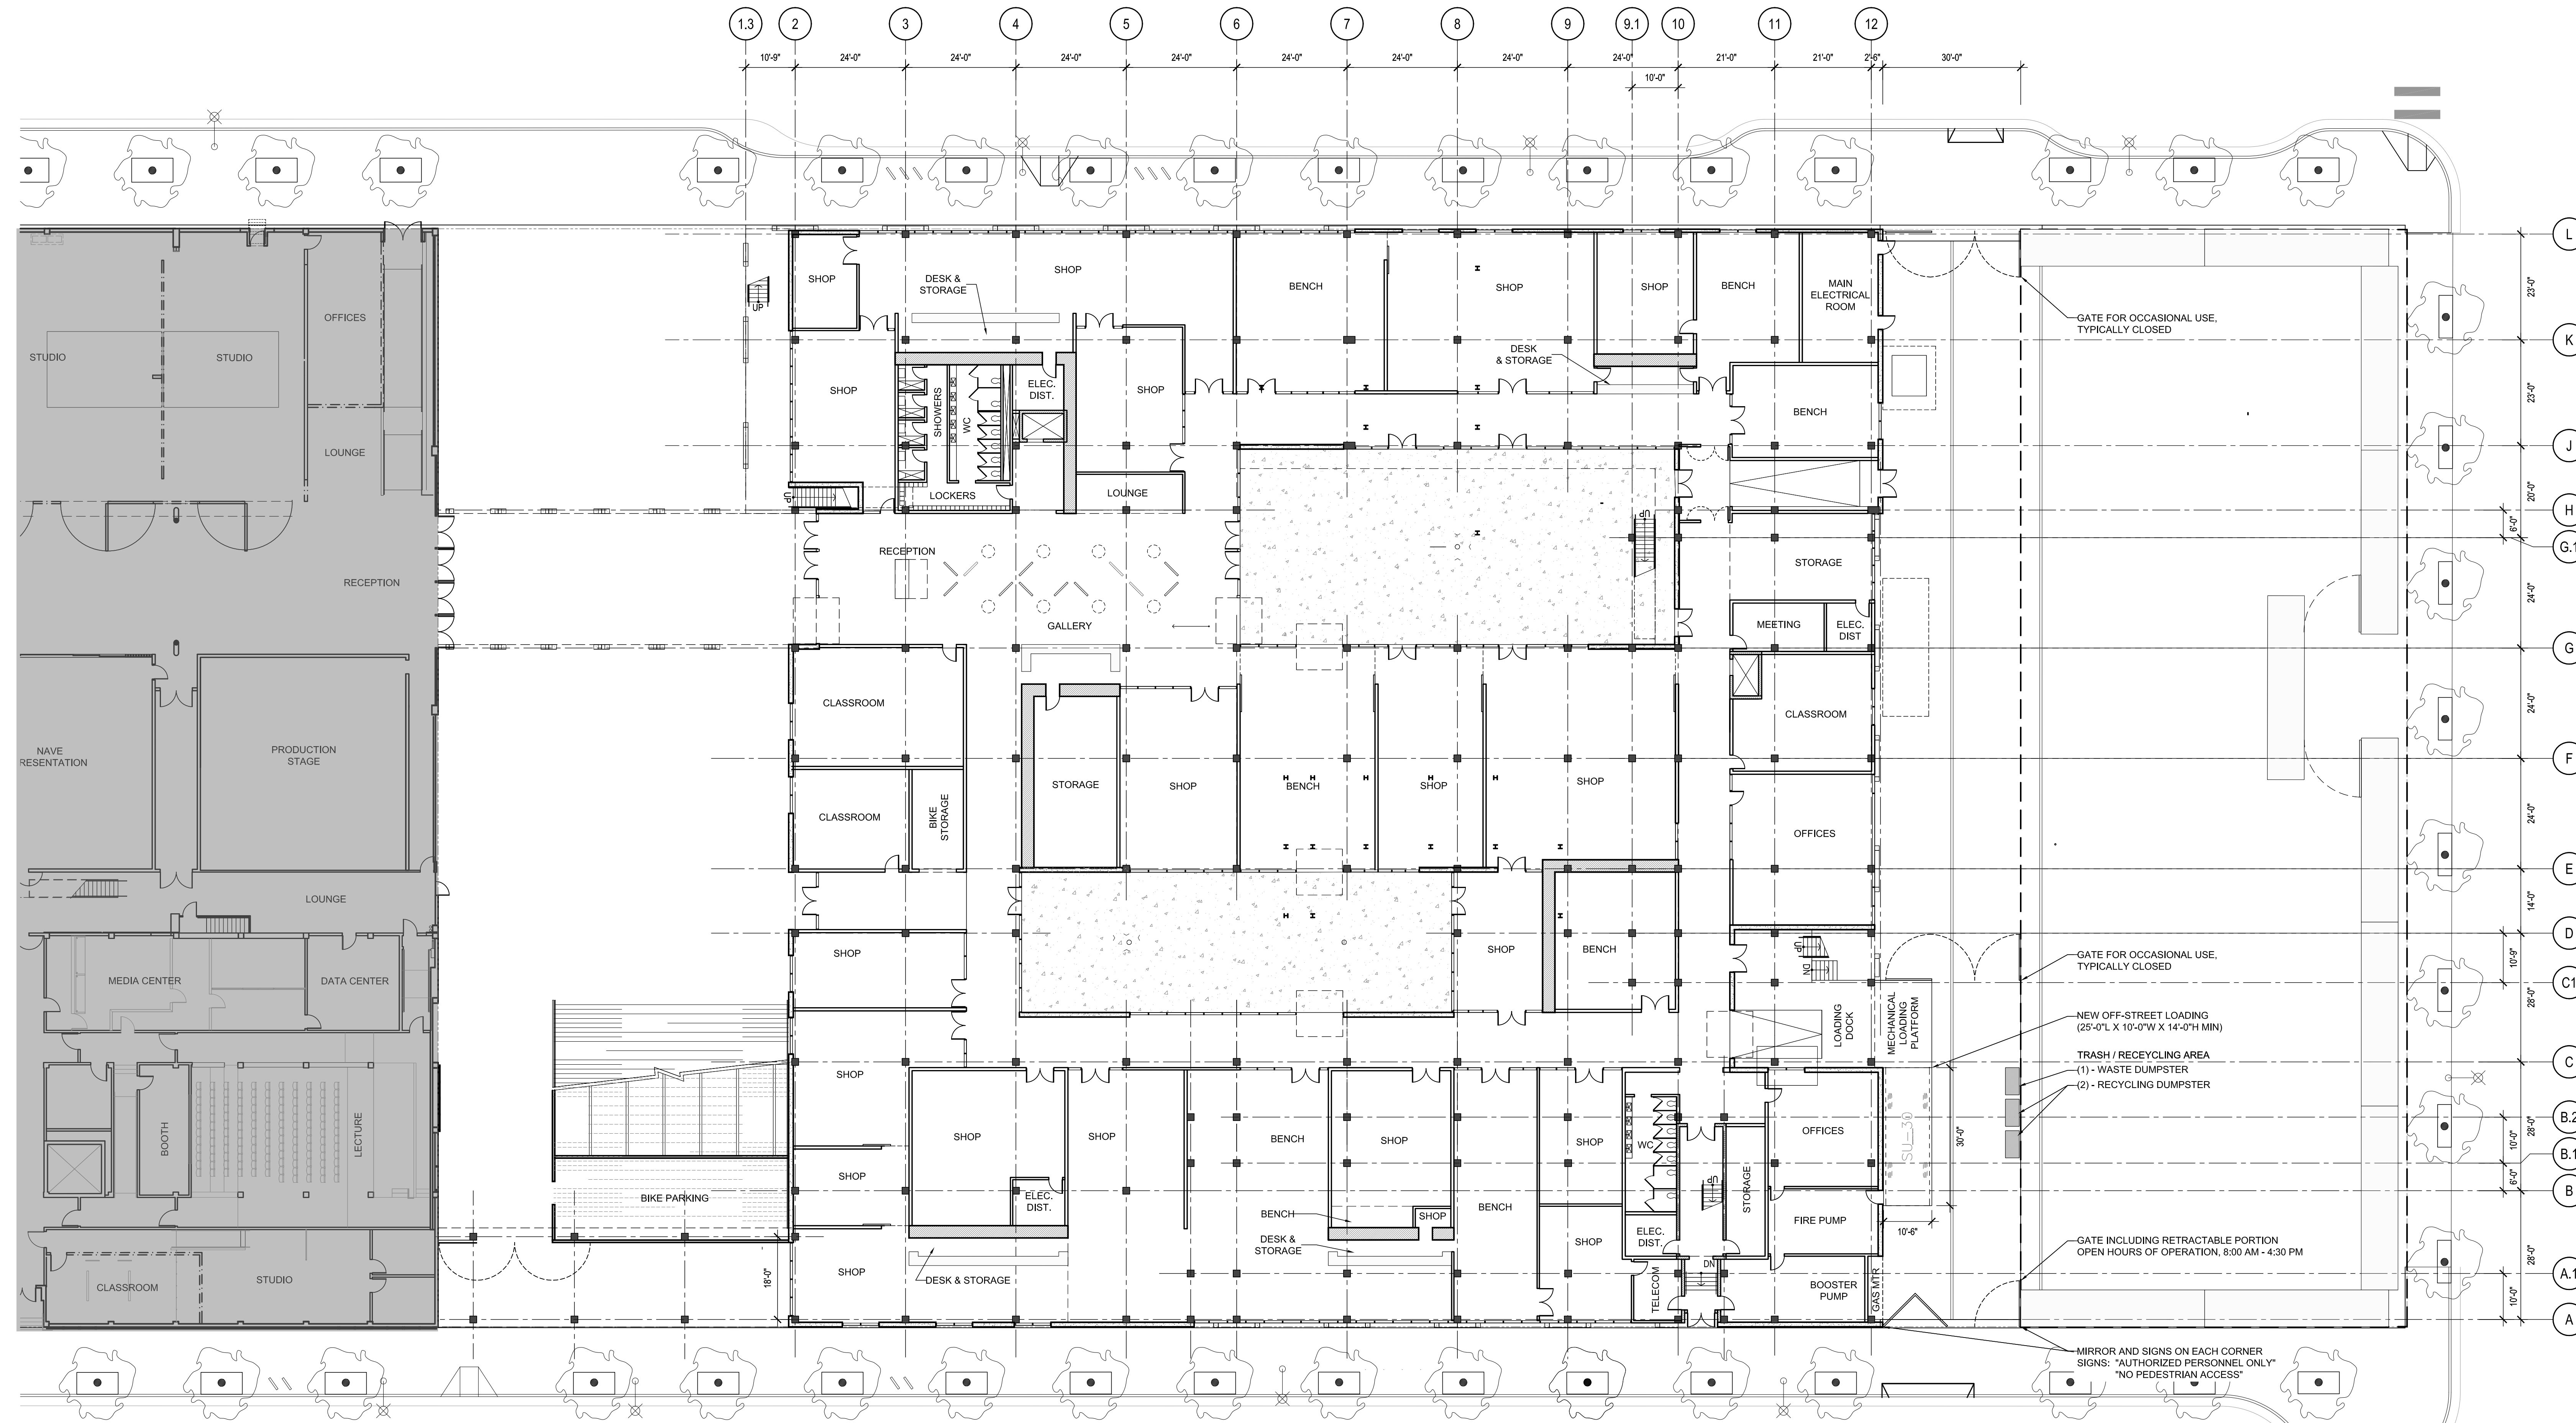 1.3 2 3 4 5 6 7 8 9 9.1 10 11 12
10'-9" 24'-0" 24'-0" 24'-0" 24'-0" 24'-0" 24'-0" 24'-0" 24'-0" 21'-0" 21'-0" 2'-6" 30'-0"
10'-0"
L
K
J
H
G.1
G
F
E
D
C1
C
B.2
B.1
B
A.1
A
23'-0"
23'-0"
20'-0"
6'-0"
24'-0"
24'-0"
24'-0"
14'-0"
10'-9"
28'-0"
28'-0"
10'-0"
6'-0"
28'-0"
10'-0"
OFFICES
STUDIO
STUDIO
LOUNGE
RECEPTION
NAVE
RESENTATION
PRODUCTION
STAGE
LOUNGE
MEDIA CENTER
DATA CENTER
BOOTH
LECTURE
CLASSROOM
STUDIO
UP
SHOP
DESK &
STORAGE
SHOP
BENCH
SHOP
SHOP
BENCH
MAIN
ELECTRICAL
ROOM
GATE FOR OCCASIONAL USE,
TYPICALLY CLOSED
SHOP
SHOWERS
WC
ELEC.
DIST.
SHOP
DESK
& STORAGE
BENCH
UP
LOCKERS
LOUNGE
UP
RECEPTION
GALLERY
STORAGE
MEETING
ELEC.
DIST
CLASSROOM
CLASSROOM
STORAGE
SHOP
BENCH
SHOP
SHOP
CLASSROOM
BIKE
STORAGE
OFFICES
SHOP
SHOP
BENCH
UP
DN
LOADING
DOCK
MECHANICAL
LOADING
PLATFORM
GATE FOR OCCASIONAL USE,
TYPICALLY CLOSED
NEW OFF-STREET LOADING
(25'-0"L X 10'-0"W X 14'-0"H MIN)
TRASH / RECEYCLING AREA
(1) - WASTE DUMPSTER
(2) - RECYCLING DUMPSTER
SHOP
SHOP
SHOP
BENCH
SHOP
SHOP
WC
OFFICES
SU_30
30'-0"
BIKE PARKING
SHOP
ELEC.
DIST.
BENCH
SHOP
BENCH
UP
STORAGE
FIRE PUMP
10'-6"
DESK &
STORAGE
SHOP
ELEC.
DIST.
GATE INCLUDING RETRACTABLE PORTION
OPEN HOURS OF OPERATION, 8:00 AM - 4:30 PM
18'-0"
SHOP
DESK & STORAGE
TELECOM
DN
BOOSTER
PUMP
GAS MTR
MIRROR AND SIGNS ON EACH CORNER
SIGNS: "AUTHORIZED PERSONNEL ONLY"
"NO PEDESTRIAN ACCESS"